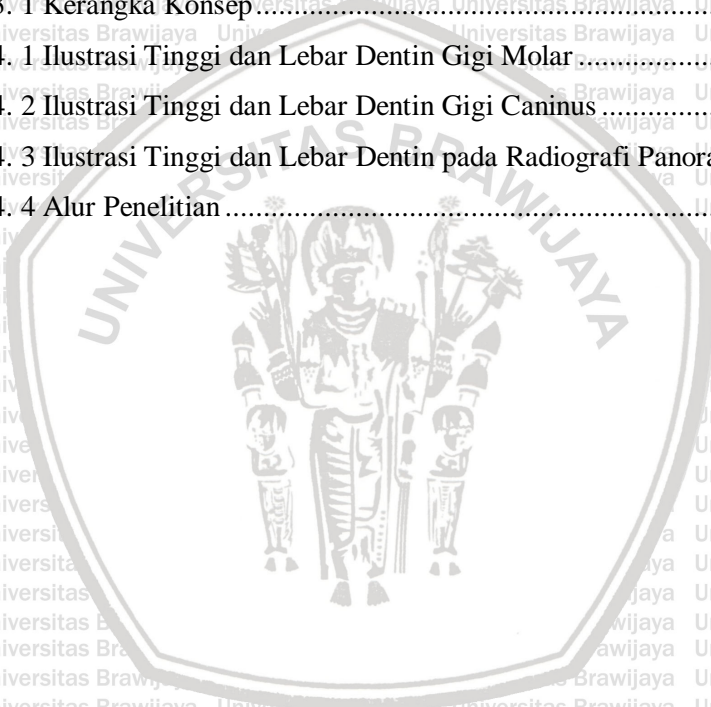 3. 1 Kerangka Konsep
4. 1 Ilustrasi Tinggi dan Lebar Dentin Gigi Molar
4. 2 Ilustrasi Tinggi dan Lebar Dentin Gigi Caninus
4. 3 Ilustrasi Tinggi dan Lebar Dentin pada Radiografi Panora
4. 4 Alur Penelitian
UNIVERSITAS BRAWIJAYA